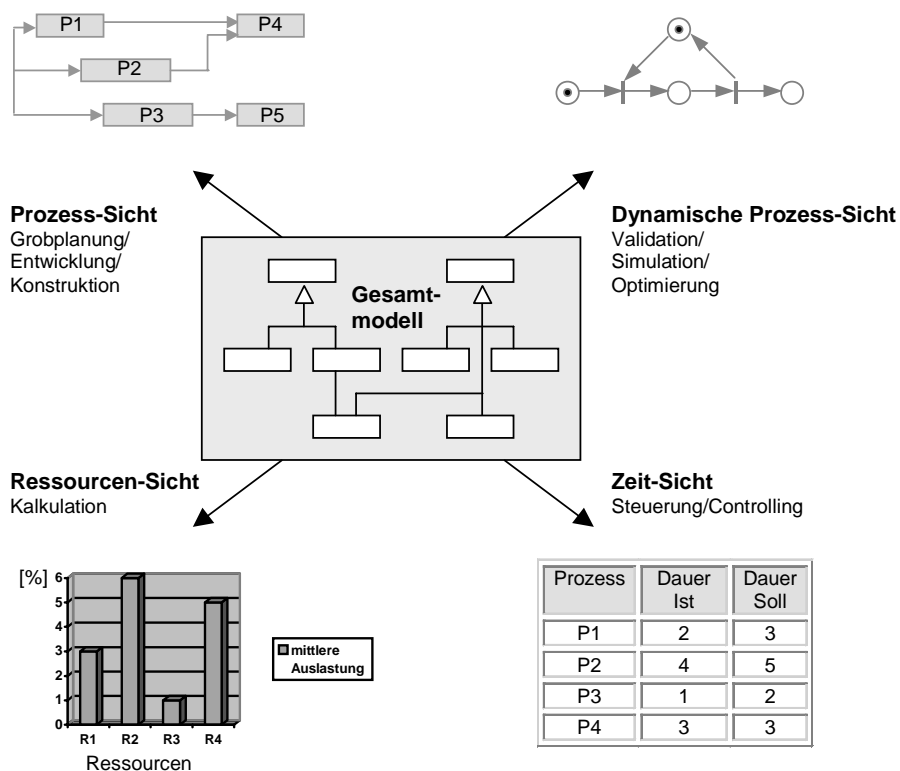 P1
P4
P2
P3
P5
Prozess-Sicht
Grobplanung/
Entwicklung/
Konstruktion
Dynamische Prozess-Sicht
Validation/
Simulation/
Optimierung
Gesamt-
modell
Ressourcen-Sicht
Kalkulation
Zeit-Sicht
Steuerung/Controlling
[%]
6
5
4
3
2
1
0
R1 R2 R3 R4
Ressourcen
mittlere
Auslastung
Prozess Dauer Dauer
Ist Soll
P1 2 3
P2 4 5
P3 1 2
P4 3 3